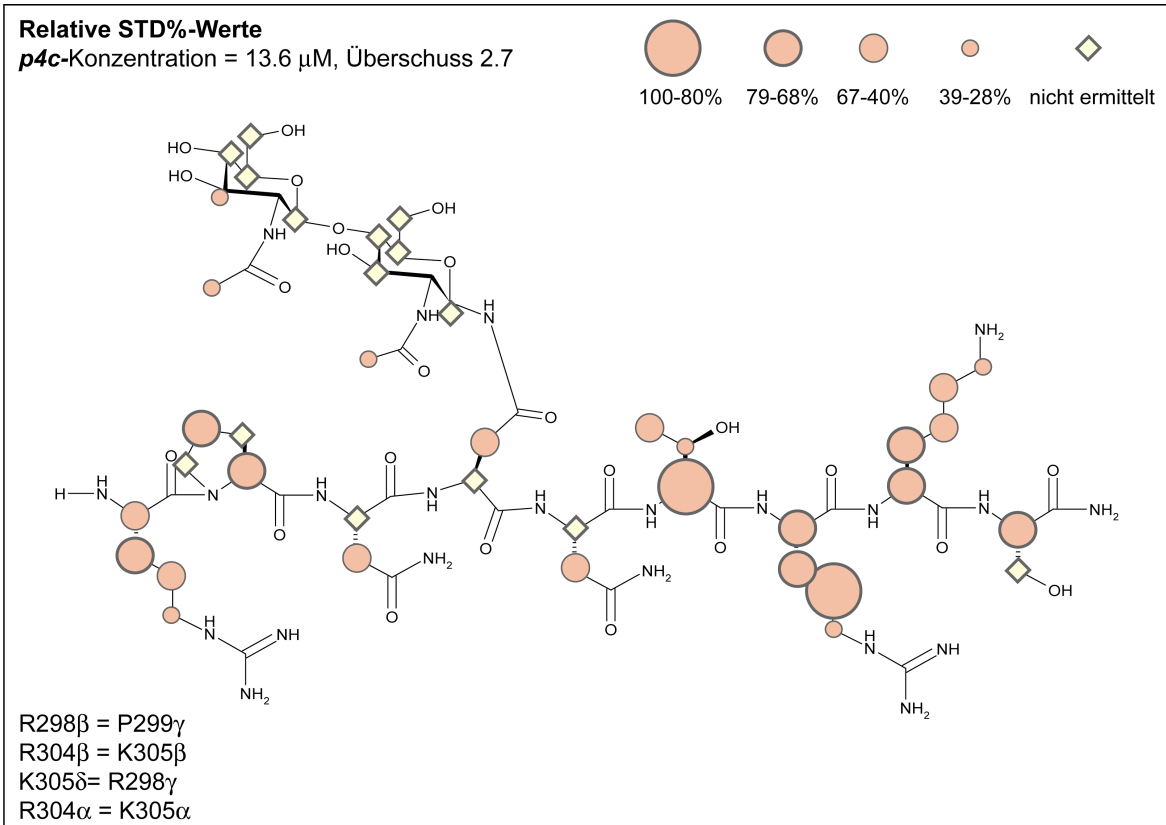 Relative STD%-Werte
p4c-Konzentration = 13.6 μM, Überschuss 2.7
100-80% 79-68% 67-40% 39-28% nicht ermittelt
OH
HO
HO
O
NH
O
O
OH
HO
O
NH
O
H
N
O
NH2
OH
H
H
N
O
N
O
H
N
O
N
H
O
H
N
O
N
H
O
H
N
O
N
H
O
H
N
O
NH2
NH2
O
NH2
O
OH
H
N
NH
NH2
H
N
NH
NH2
R298β = P299γ
R304β = K305β
K305δ= R298γ
R304α = K305α